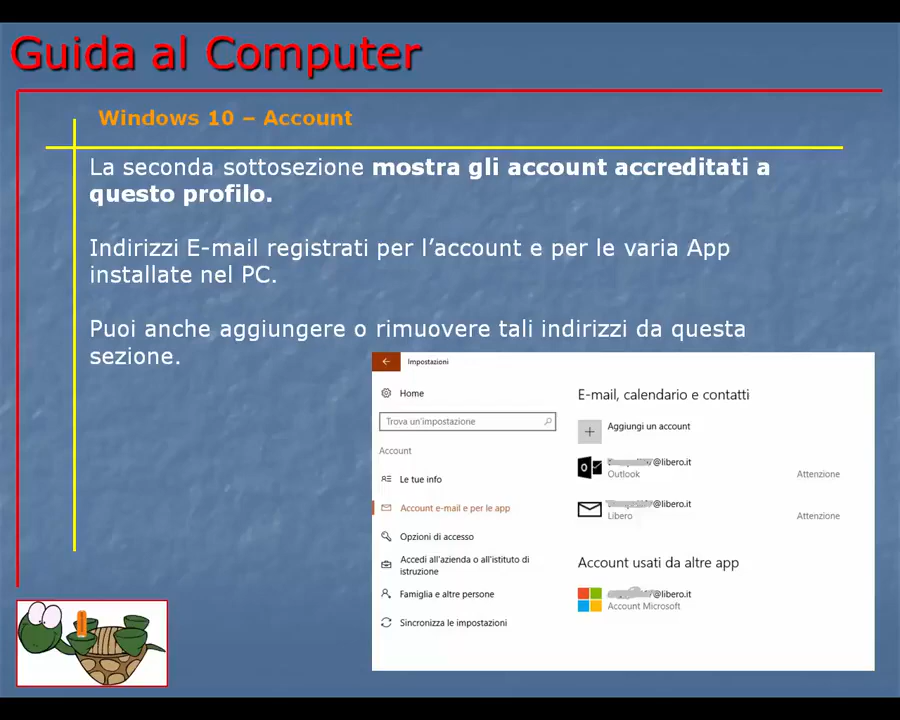 Guida al Computer
Windows 10 – Account
La seconda sottosezione mostra gli account accreditati a
questo profilo.
Indirizzi E-mail registrati per l’account e per le varia App
installate nel PC.
Puoi anche aggiungere o rimuovere tali indirizzi da questa
sezione.
Impostazioni
Home
Trova un'impostazione
Account
Le tue info
Account e-mail e per le app
Opzioni di accesso
Accedi all'azienda o all'istituto di
istruzione
Famiglia e altre persone
Sincronizza le impostazioni
E-mail, calendario e contatti
Aggiungi un account
@libero.it
Outlook
Attenzione
@libero.it
Libero
Attenzione
Account usati da altre app
@libero.it
Account Microsoft